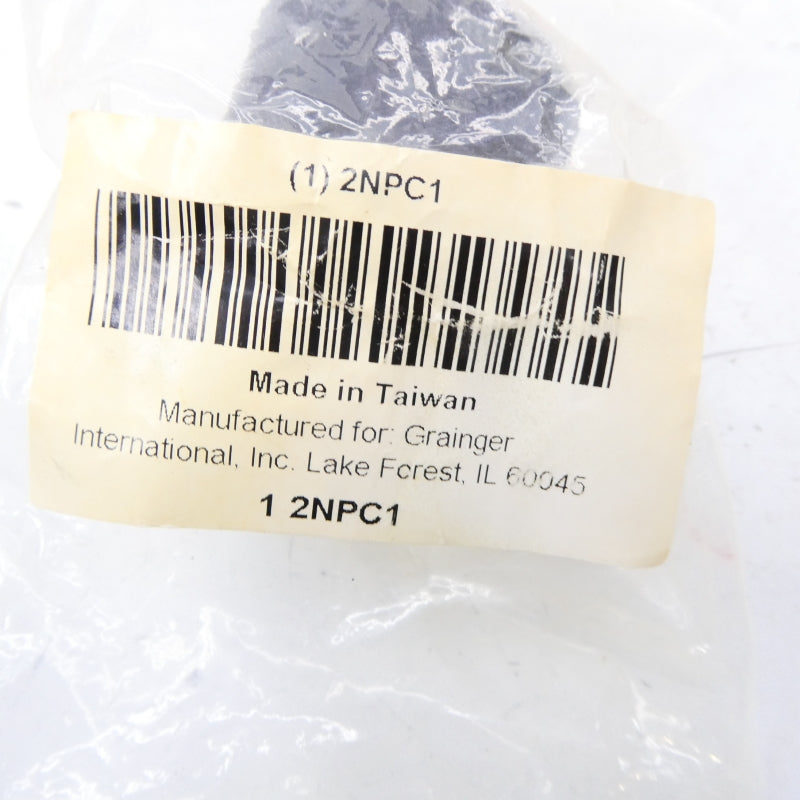 (1) 2NPC1
Made in Taiwan
Manufactured for: Grainger
International, Inc. Lake Forest, IL 60045
1 2NPC1